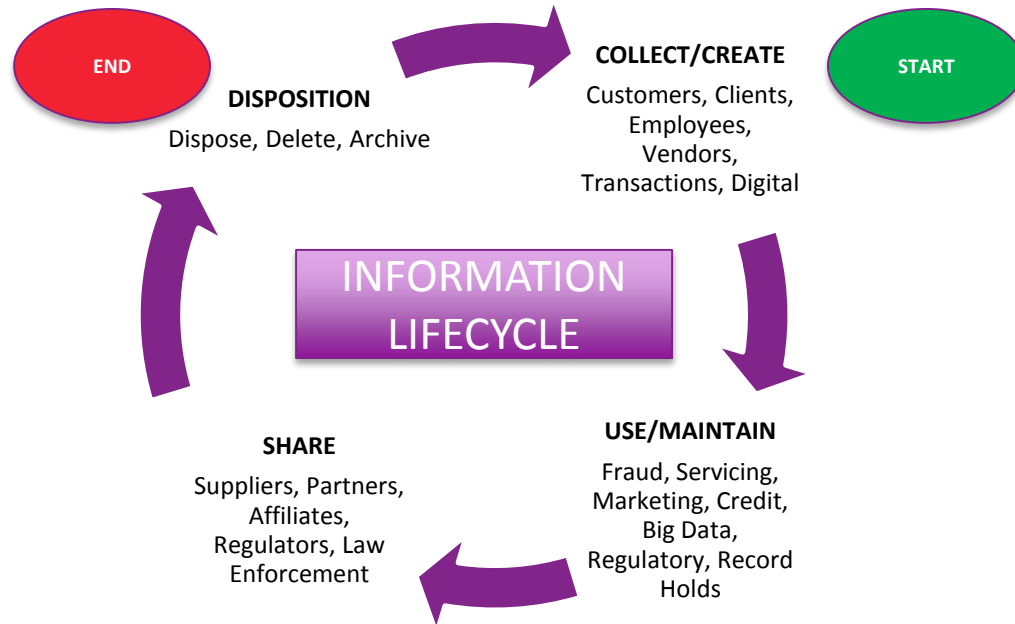 END
DISPOSITION
Dispose, Delete, Archive
COLLECT/CREATE
Customers, Clients,
Employees,
Vendors,
Transactions, Digital
START
INFORMATION
LIFECYCLE
SHARE
Suppliers, Partners,
Affiliates,
Regulators, Law
Enforcement
USE/MAINTAIN
Fraud, Servicing,
Marketing, Credit,
Big Data,
Regulatory, Record
Holds